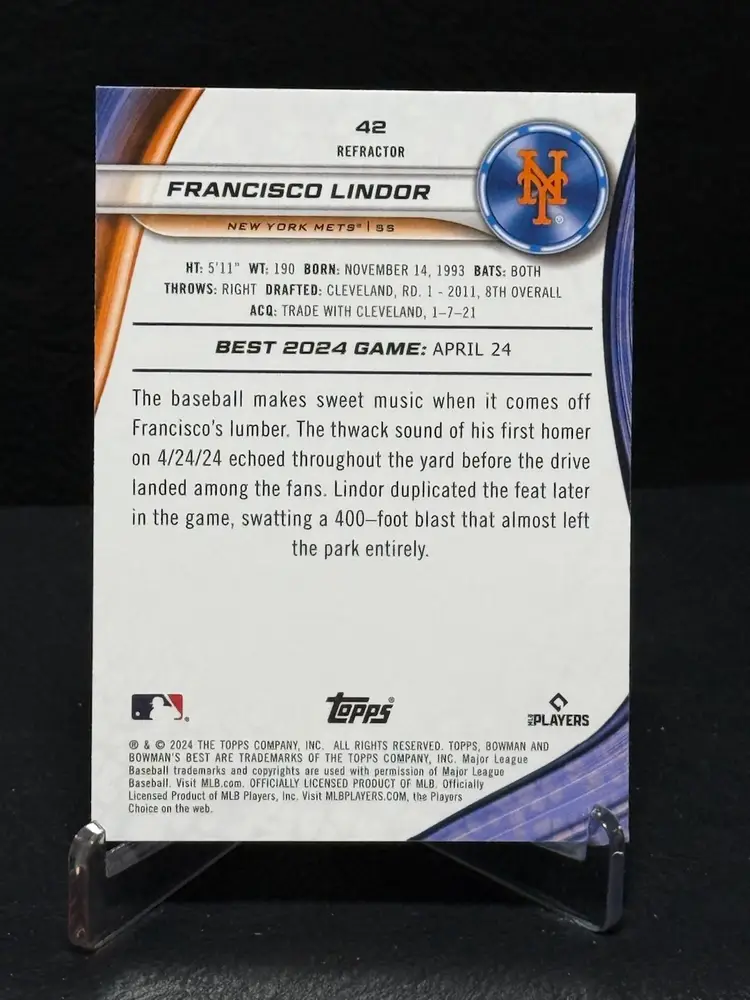 42
REFRACTOR
FRANCISCO LINDOR
NY
®
NEW YORK METS® | SS
HT: 5'11" WT: 190 BORN: NOVEMBER 14, 1993 BATS: BOTH
THROWS: RIGHT DRAFTED: CLEVELAND, RD. 1 - 2011, 8TH OVERALL
ACQ: TRADE WITH CLEVELAND, 1-7-21
BEST 2024 GAME: APRIL 24
The baseball makes sweet music when it comes off
Francisco's lumber. The thwack sound of his first homer
on 4/24/24 echoed throughout the yard before the drive
landed among the fans. Lindor duplicated the feat later
in the game, swatting a 400–foot blast that almost left
the park entirely.
TOPPS®
MLB PLAYERS
® & © 2024 THE TOPPS COMPANY, INC. ALL RIGHTS RESERVED. TOPPS, BOWMAN AND
BOWMAN'S BEST ARE TRADEMARKS OF THE TOPPS COMPANY, INC. Major League
Baseball trademarks and copyrights are used with permission of Major League
Baseball. Visit MLB.com. OFFICIALLY LICENSED PRODUCT OF MLB. Officially
Licensed Product of MLB Players, Inc. Visit MLBPLAYERS.COM, the Players
Choice on the web.